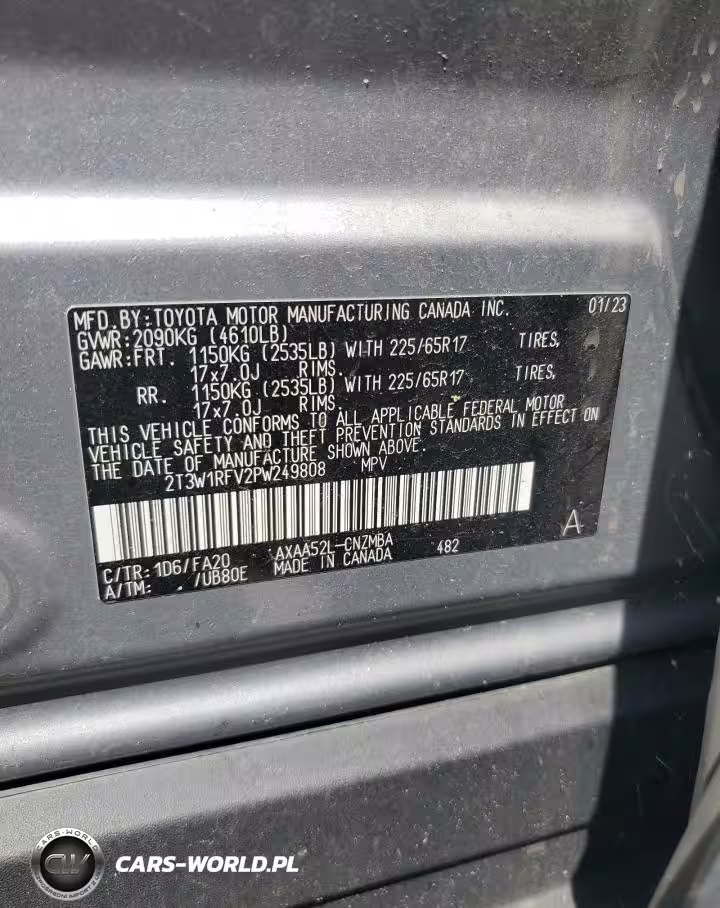 MFD. BY: TOYOTA MOTOR MANUFACTURING CANADA INC. 01/23
GVWR: 2090KG (4610LB)
GAWR: FRT. 1150KG (2535LB) WITH 225/65R17 TIRES,
17x7.0J RIMS.
RR. 1150KG (2535LB) WITH 225/65R17 TIRES,
17x7.0J RIMS.
THIS VEHICLE CONFORMS TO ALL APPLICABLE FEDERAL MOTOR
VEHICLE SAFETY AND THEFT PREVENTION STANDARDS IN EFFECT ON
THE DATE OF MANUFACTURE SHOWN ABOVE.
2T3W1RFV2PW249808 MPV
A
C/TR: 1D6/FA20 AXAA52L-CNZMBA 482
A/TM: /UB80E MADE IN CANADA
CARS-WORLD
CW
CARS-WORLD.PL